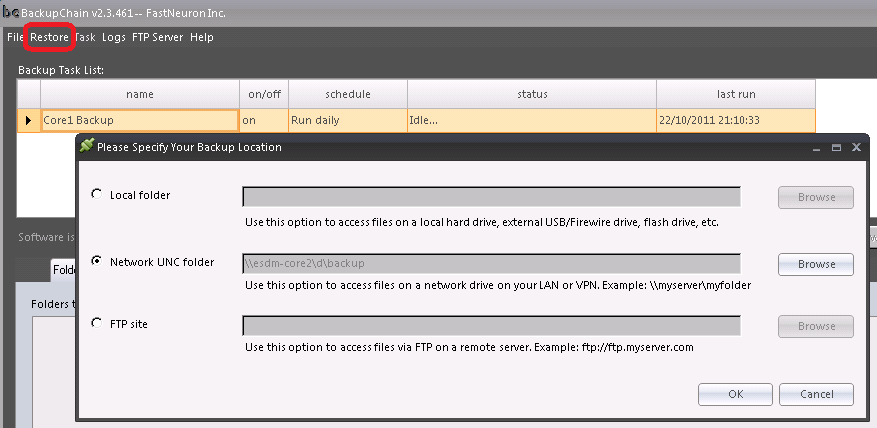 bc BackupChain v2.3.461-- FastNeuron Inc.
File Restore Task Logs FTP Server Help
Backup Task List:
name on/off schedule status last run
Core1 Backup on Run daily Idle... 22/10/2011 21:10:33
Please Specify Your Backup Location
Local folder Browse
Use this option to access files on a local hard drive, external USB/Firewire drive, flash drive, etc.
Software is
Network UNC folder \\esdm-core2\d\backup Browse
Use this option to access files on a network drive on your LAN or VPN. Example: \\myserver\myfolder
Folders t
FTP site Browse
Use this option to access files via FTP on a remote server. Example: ftp://ftp.myserver.com
OK Cancel